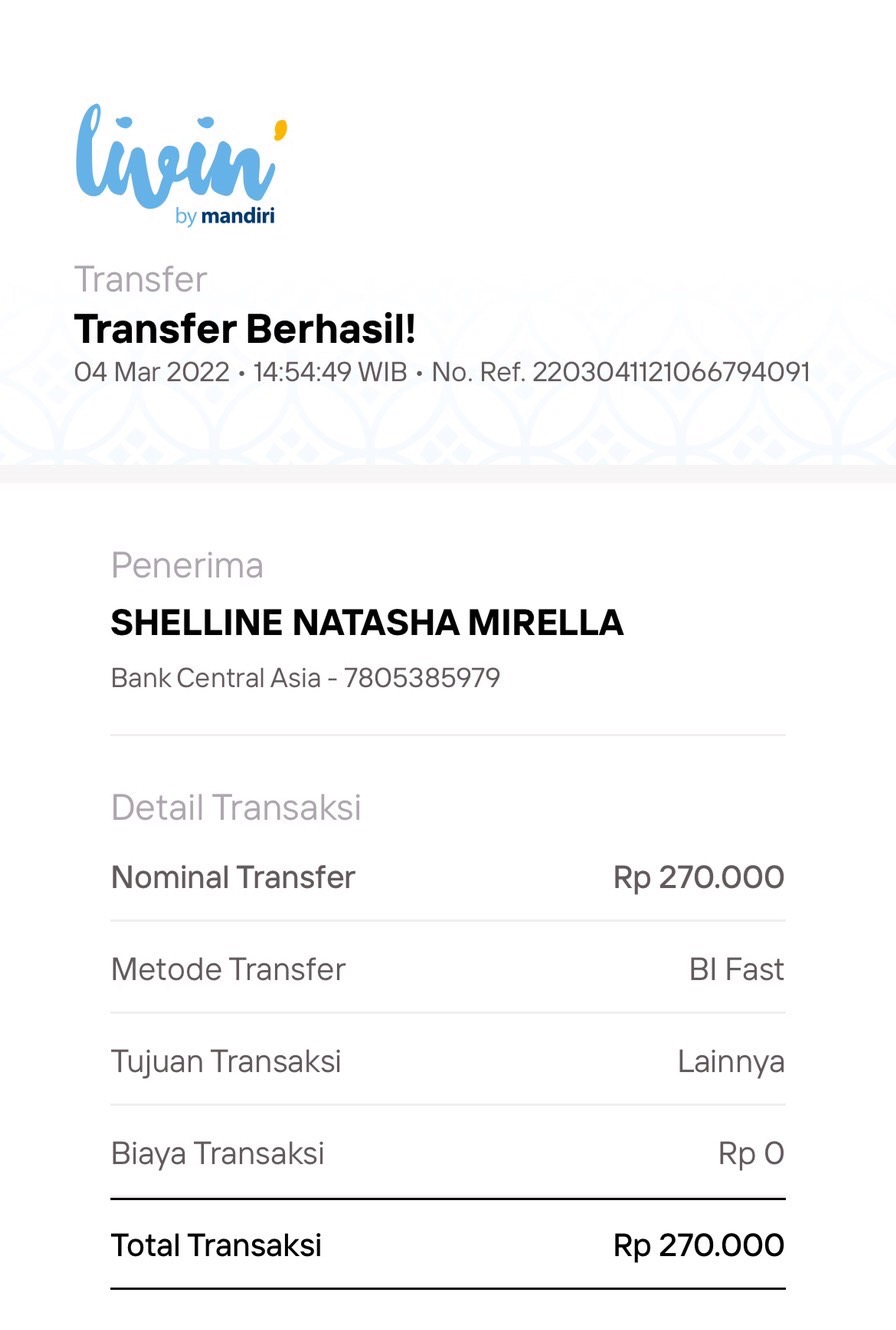 livin'
by mandiri
Transfer
Transfer Berhasil!
04 Mar 2022 • 14:54:49 WIB • No. Ref. 2203041121066794091
Penerima
SHELLINE NATASHA MIRELLA
Bank Central Asia - 7805385979
Detail Transaksi
Nominal Transfer Rp 270.000
Metode Transfer BI Fast
Tujuan Transaksi Lainnya
Biaya Transaksi Rp 0
Total Transaksi Rp 270.000